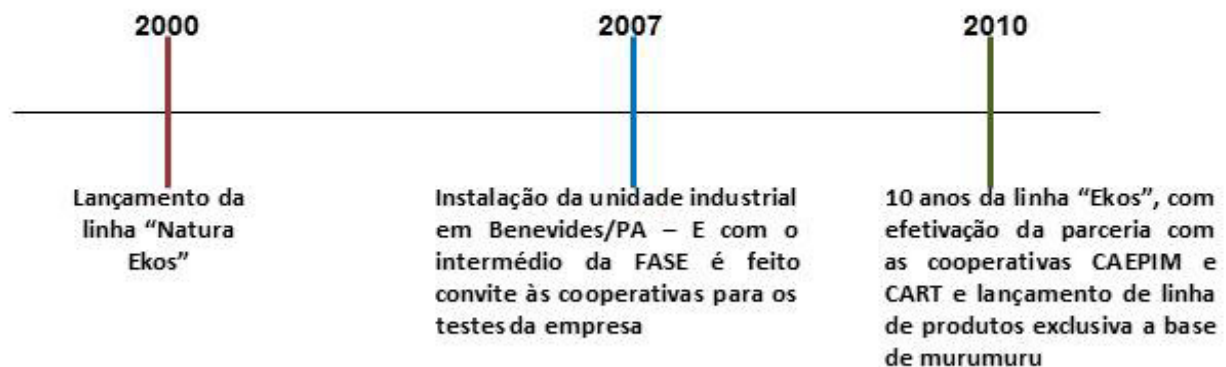 2000
Lançamento da
linha “Natura
Ekos”
2007
Instalação da unidade industrial
em Benevides/PA – E com o
intermédio da FASE é feito
convite às cooperativas para os
testes da empresa
2010
10 anos da linha “Ekos”, com
efetivação da parceria com
as cooperativas CAEPIM e
CART e lançamento de linha
de produtos exclusiva a base
de murumuru